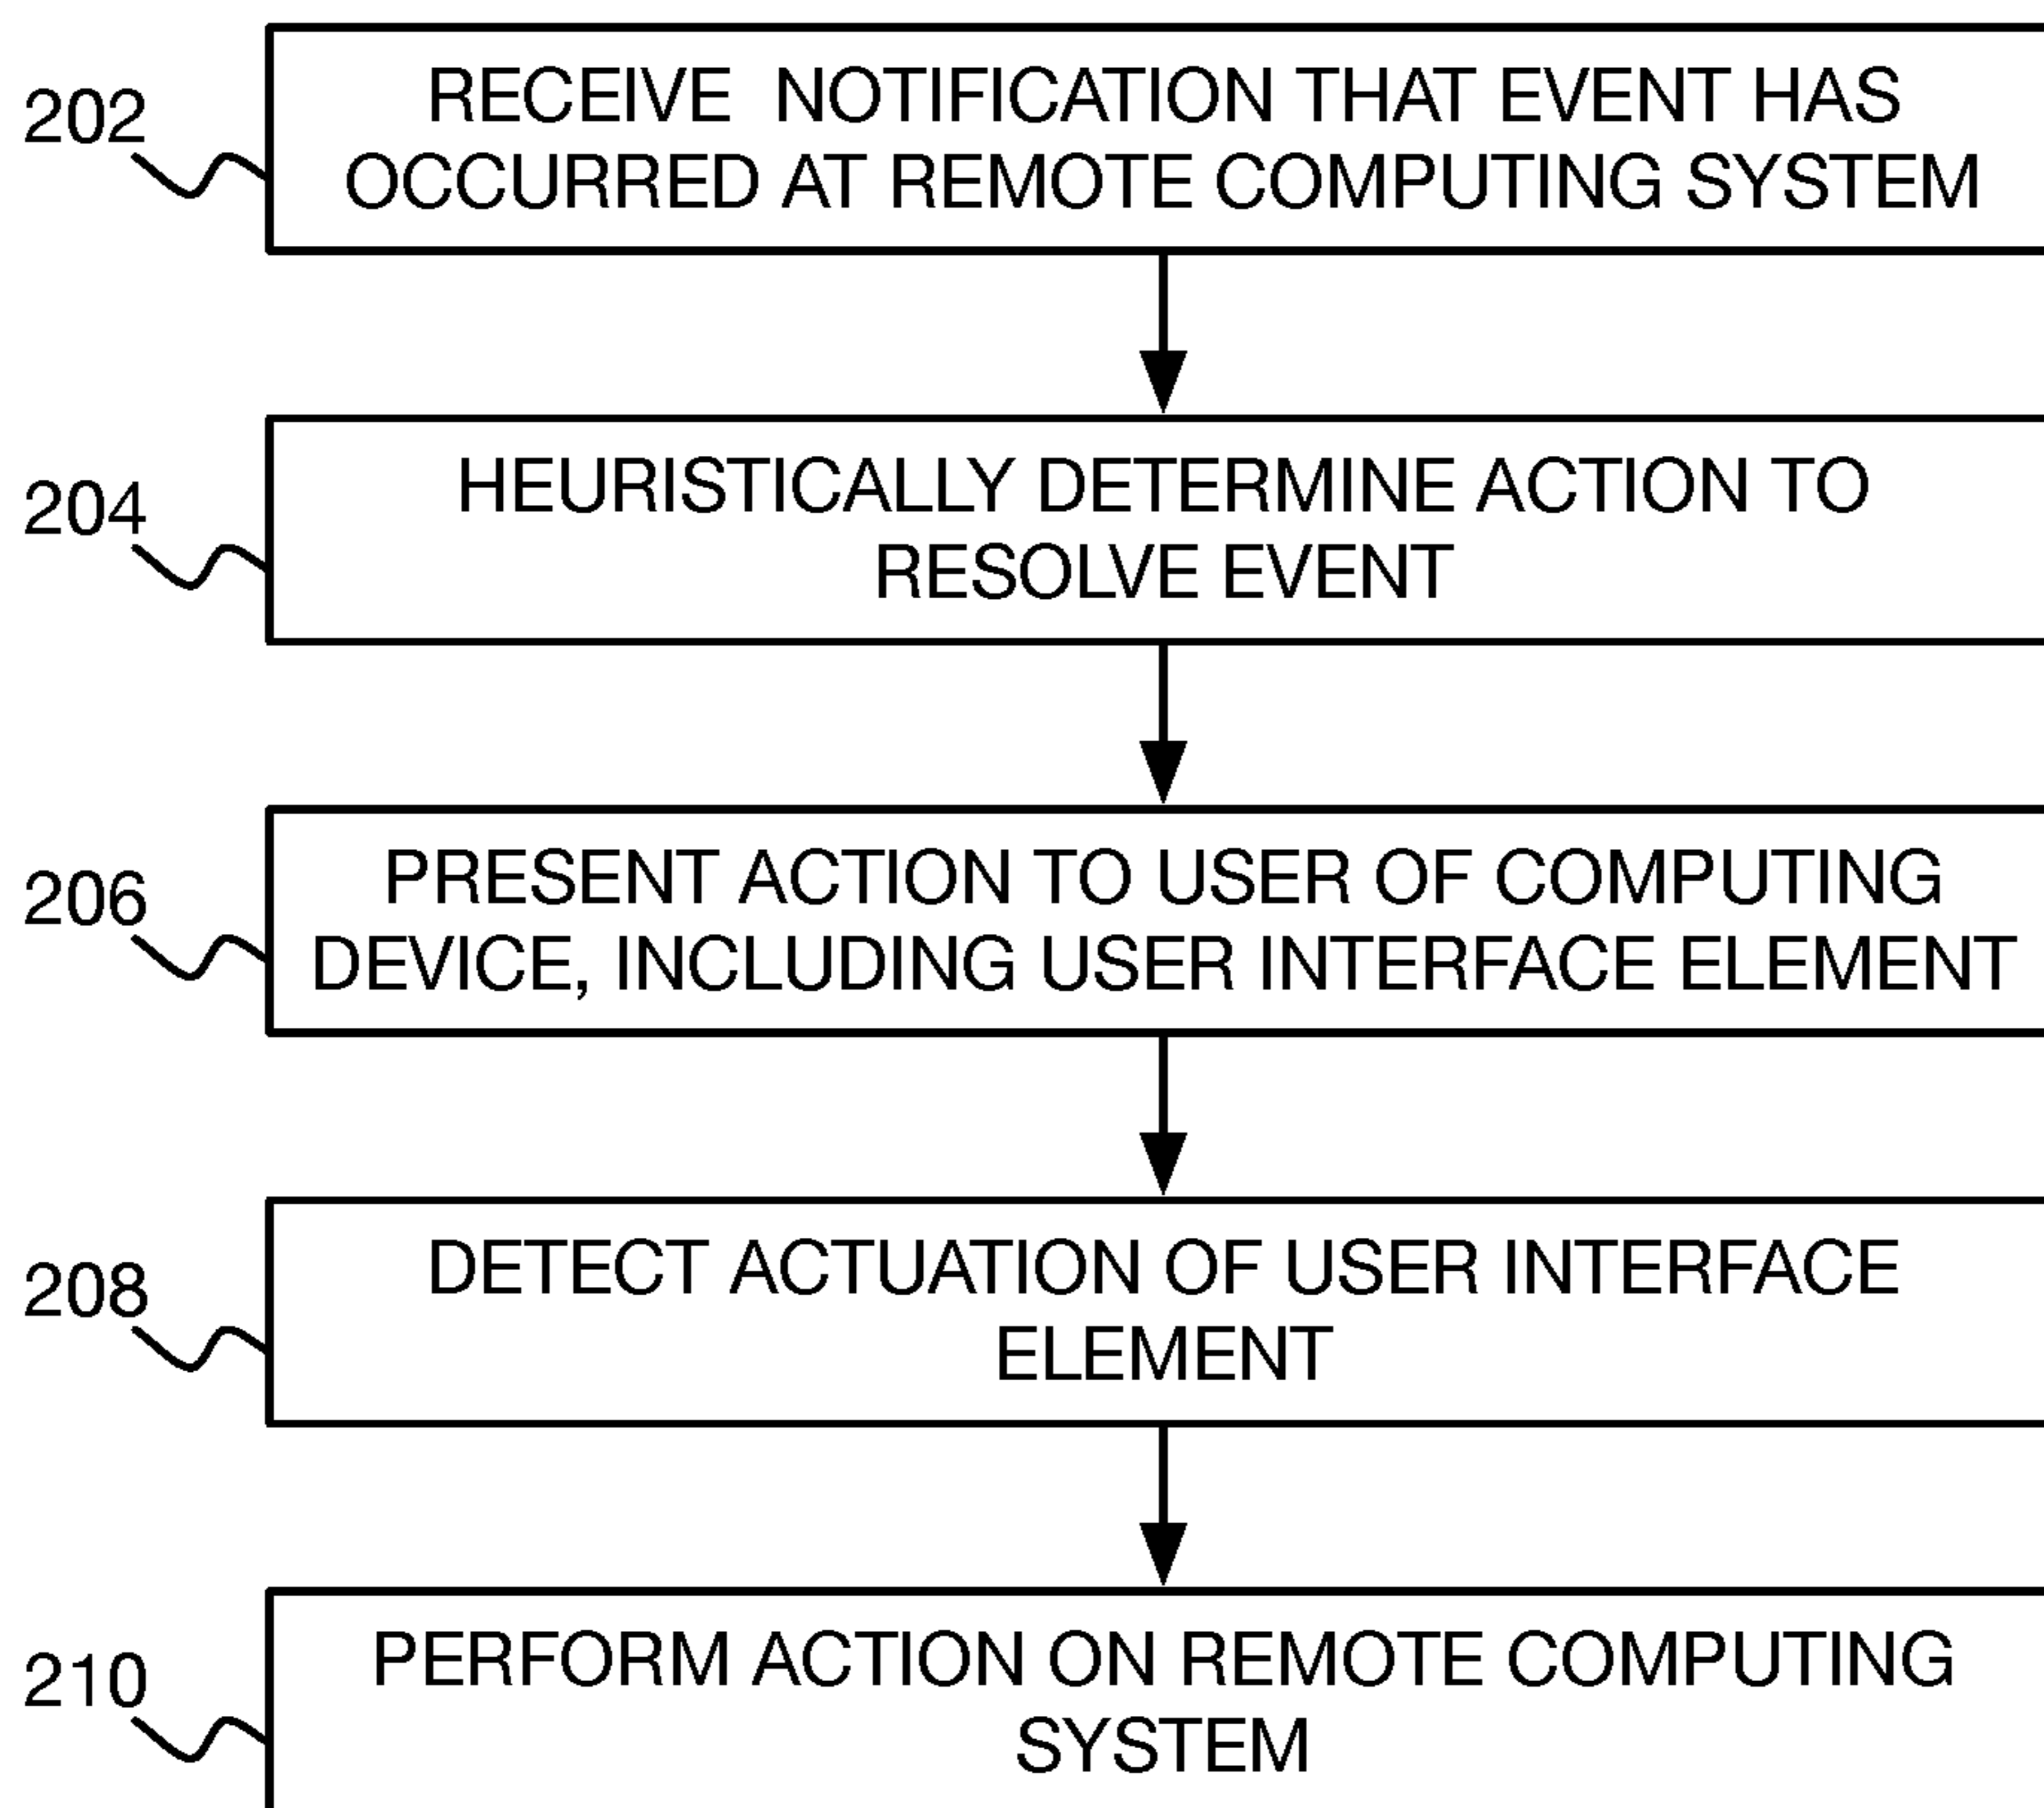 202
RECEIVE NOTIFICATION THAT EVENT HAS
OCCURRED AT REMOTE COMPUTING SYSTEM
204
HEURISTICALLY DETERMINE ACTION TO
RESOLVE EVENT
206
PRESENT ACTION TO USER OF COMPUTING
DEVICE, INCLUDING USER INTERFACE ELEMENT
208
DETECT ACTUATION OF USER INTERFACE
ELEMENT
210
PERFORM ACTION ON REMOTE COMPUTING
SYSTEM